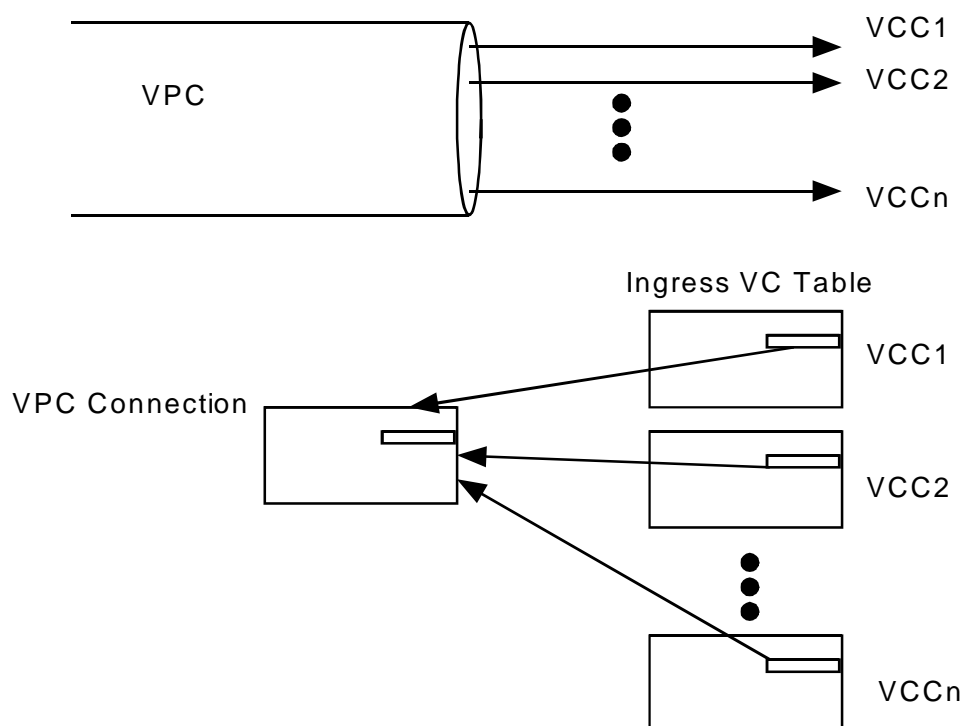 VCC1
VPC
VCC2
VCCn
Ingress VC Table
VCC1
VPC Connection
VCC2
VCCn